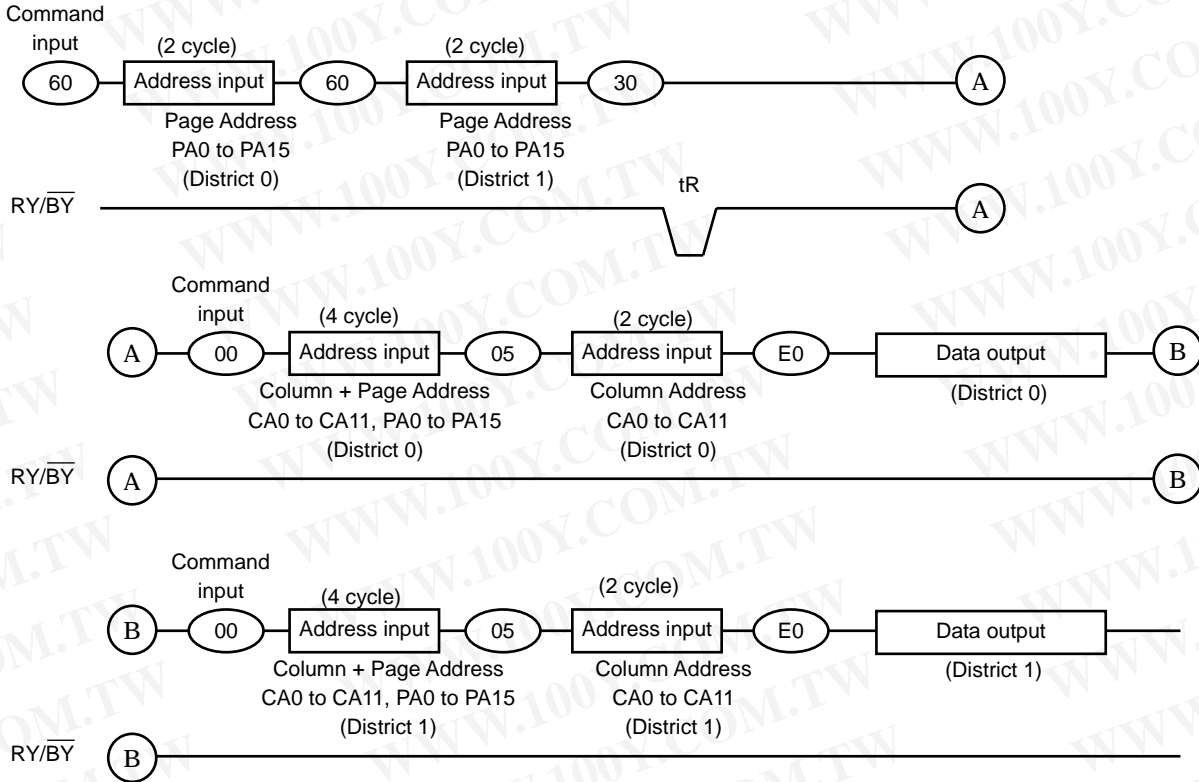 Command
input
(2 cycle)
(2 cycle)
60
Address input
60
Address input
30
A
Page Address
PA0 to PA15
(District 0)
Page Address
PA0 to PA15
(District 1)
tR
RY/BY
A
Command
input
(4 cycle)
(2 cycle)
A
00
Address input
05
Address input
E0
Data output
B
Column + Page Address
CA0 to CA11, PA0 to PA15
(District 0)
Column Address
CA0 to CA11
(District 0)
(District 0)
RY/BY
A
B
Command
input
(4 cycle)
(2 cycle)
B
00
Address input
05
Address input
E0
Data output
Column + Page Address
CA0 to CA11, PA0 to PA15
(District 1)
Column Address
CA0 to CA11
(District 1)
(District 1)
RY/BY
B
WWW.100Y.COM.TW